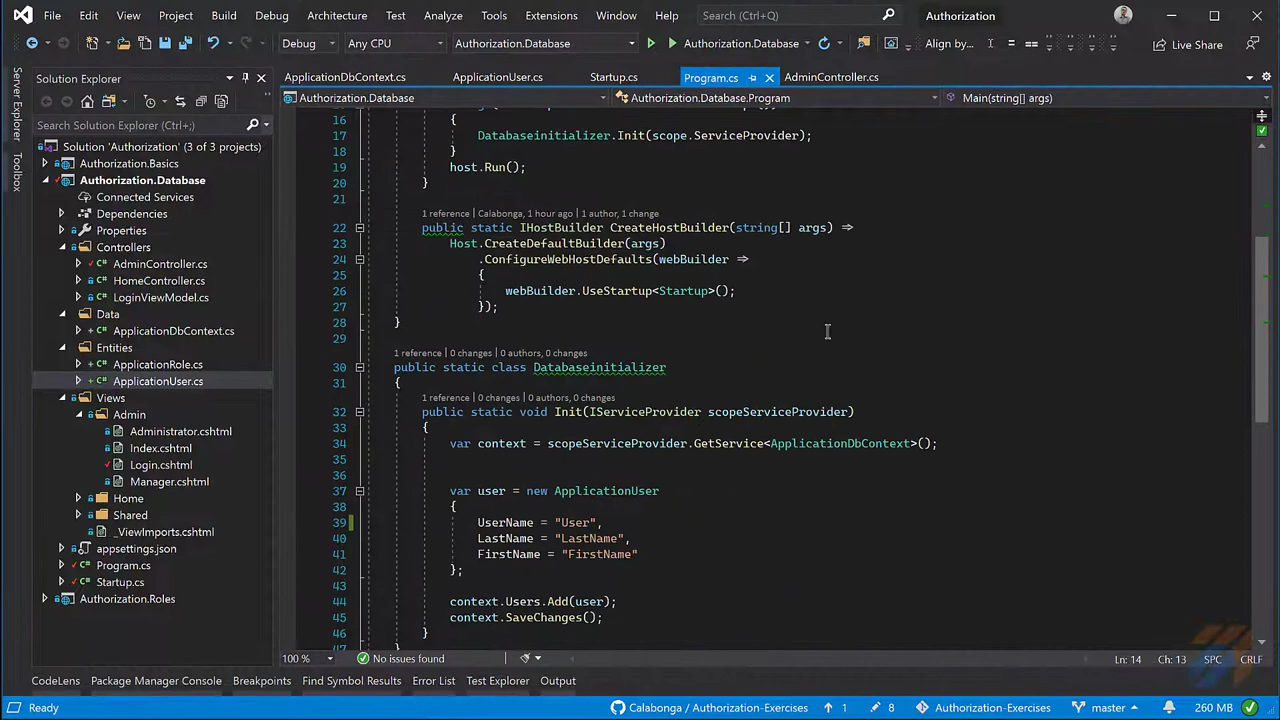 File Edit View Project Build Debug Architecture Test Analyze Tools Extensions Window Help Search (Ctrl+Q) Authorization
Debug Any CPU Authorization.Database Authorization.Database Align by... Live Share
Server Explorer
Toolbox
Solution Explorer
Search Solution Explorer (Ctrl+;)
Solution 'Authorization' (3 of 3 projects)
Authorization.Basics
Authorization.Database
Connected Services
Dependencies
Properties
Controllers
AdminController.cs
HomeController.cs
LoginViewModel.cs
Data
ApplicationDbContext.cs
Entities
ApplicationRole.cs
ApplicationUser.cs
Views
Admin
Administrator.cshtml
Index.cshtml
Login.cshtml
Manager.cshtml
Home
Shared
_ViewImports.cshtml
appsettings.json
Program.cs
Startup.cs
Authorization.Roles
ApplicationDbContext.cs ApplicationUser.cs Startup.cs Program.cs AdminController.cs
Authorization.Database Authorization.Database.Program Main(string[] args)
16 {
17 Databaseinitializer.Init(scope.ServiceProvider);
18 }
19 host.Run();
20 }
21
1 reference | Calabonga, 1 hour ago | 1 author, 1 change
22 public static IHostBuilder CreateHostBuilder(string[] args) =>
23 Host.CreateDefaultBuilder(args)
24 .ConfigureWebHostDefaults(webBuilder =>
25 {
26 webBuilder.UseStartup<Startup>();
27 });
28 }
29
1 reference | 0 changes | 0 authors, 0 changes
30 public static class Databaseinitializer
31 {
1 reference | 0 changes | 0 authors, 0 changes
32 public static void Init(IServiceProvider scopeServiceProvider)
33 {
34 var context = scopeServiceProvider.GetService<ApplicationDbContext>();
35
36
37 var user = new ApplicationUser
38 {
39 UserName = "User",
40 LastName = "LastName",
41 FirstName = "FirstName"
42 };
43
44 context.Users.Add(user);
45 context.SaveChanges();
46 }
47 }
100 % No issues found Ln: 14 Ch: 13 SPC CRLF
CodeLens Package Manager Console Breakpoints Find Symbol Results Error List Test Explorer Output
Ready Calabonga / Authorization-Exercises 1 8 Authorization-Exercises master 260 MB